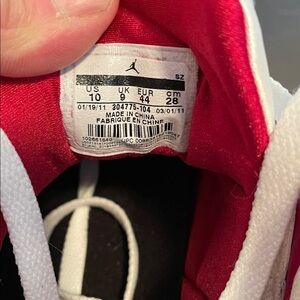 SZ
US UK EUR cm
10 9 44 28
01/19/11 304775-104 03/01/11
MADE IN CHINA
FABRIQUE EN CHINE